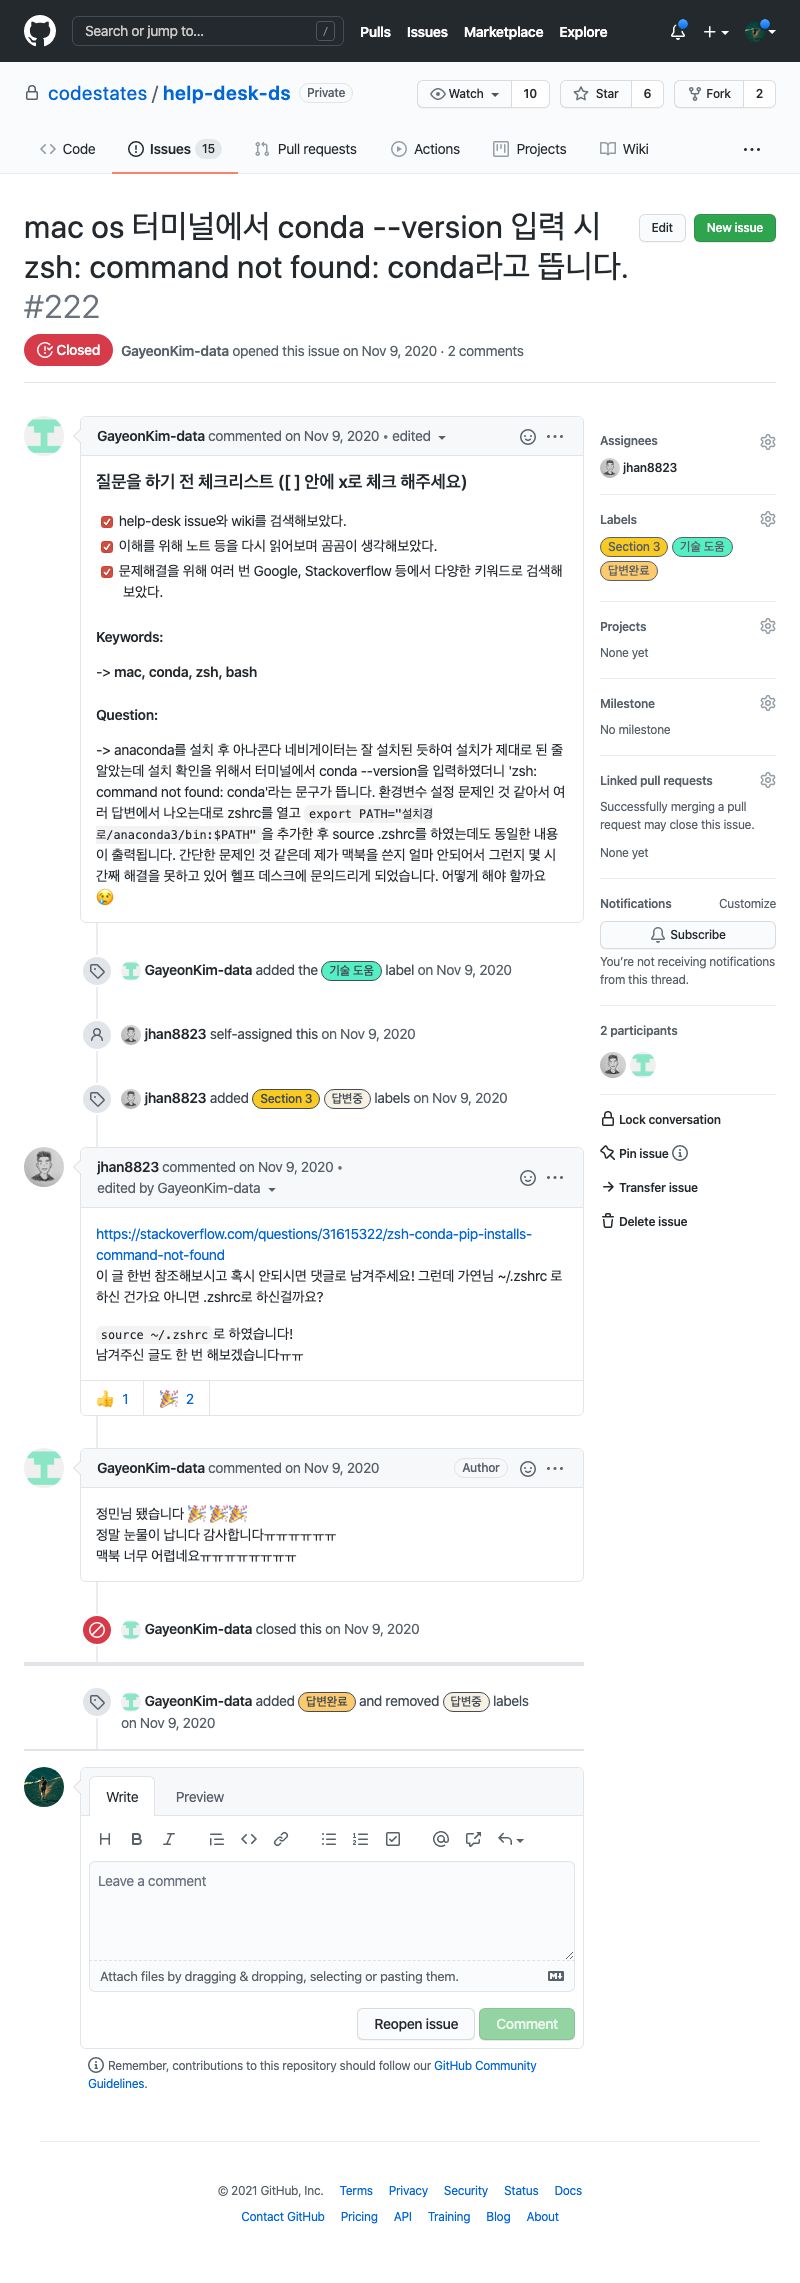 Search or jump to... /
Pulls Issues Marketplace Explore
codestates / help-desk-ds Private
Watch 10 Star 6 Fork 2
Code Issues 15 Pull requests Actions Projects Wiki
mac os 터미널에서 conda --version 입력 시
zsh: command not found: conda라고 뜹니다.
#222
Edit New issue
Closed GayeonKim-data opened this issue on Nov 9, 2020 · 2 comments
GayeonKim-data commented on Nov 9, 2020 • edited
질문을 하기 전 체크리스트 ([ ] 안에 x로 체크 해주세요)
help-desk issue와 wiki를 검색해보았다.
이해를 위해 노트 등을 다시 읽어보며 곰곰이 생각해보았다.
문제해결을 위해 여러 번 Google, Stackoverflow 등에서 다양한 키워드로 검색해
보았다.
Keywords:
-> mac, conda, zsh, bash
Question:
-> anaconda를 설치 후 아나콘다 네비게이터는 잘 설치된 듯하여 설치가 제대로 된 줄
알았는데 설치 확인을 위해서 터미널에서 conda --version을 입력하였더니 'zsh:
command not found: conda'라는 문구가 뜹니다. 환경변수 설정 문제인 것 같아서 여
러 답변에서 나오는대로 zshrc를 열고 export PATH="설치경
로/anaconda3/bin:$PATH" 을 추가한 후 source .zshrc를 하였는데도 동일한 내용
이 출력됩니다. 간단한 문제인 것 같은데 제가 맥북을 쓴지 얼마 안되어서 그런지 몇 시
간째 해결을 못하고 있어 헬프 데스크에 문의드리게 되었습니다. 어떻게 해야 할까요
😢
GayeonKim-data added the 기술 도움 label on Nov 9, 2020
jhan8823 self-assigned this on Nov 9, 2020
jhan8823 added Section 3 답변중 labels on Nov 9, 2020
jhan8823 commented on Nov 9, 2020 •
edited by GayeonKim-data
https://stackoverflow.com/questions/31615322/zsh-conda-pip-installs-
command-not-found
이 글 한번 참조해보시고 혹시 안되시면 댓글로 남겨주세요! 그런데 가연님 ~/.zshrc 로
하신 건가요 아니면 .zshrc로 하신걸까요?
source ~/.zshrc 로 하였습니다!
남겨주신 글도 한 번 해보겠습니다ㅠㅠ
👍 1 🎉 2
GayeonKim-data commented on Nov 9, 2020 Author
정민님 됐습니다 🎉 🎉🎉
정말 눈물이 납니다 감사합니다ㅠㅠㅠㅠㅠㅠ
맥북 너무 어렵네요ㅠㅠㅠㅠㅠㅠㅠㅠ
GayeonKim-data closed this on Nov 9, 2020
GayeonKim-data added 답변완료 and removed 답변중 labels
on Nov 9, 2020
Write Preview
Leave a comment
Attach files by dragging & dropping, selecting or pasting them.
Reopen issue Comment
Remember, contributions to this repository should follow our GitHub Community
Guidelines.
Assignees
jhan8823
Labels
Section 3 기술 도움
답변완료
Projects
None yet
Milestone
No milestone
Linked pull requests
Successfully merging a pull
request may close this issue.
None yet
Notifications Customize
Subscribe
You're not receiving notifications
from this thread.
2 participants
Lock conversation
Pin issue
Transfer issue
Delete issue
© 2021 GitHub, Inc. Terms Privacy Security Status Docs
Contact GitHub Pricing API Training Blog About